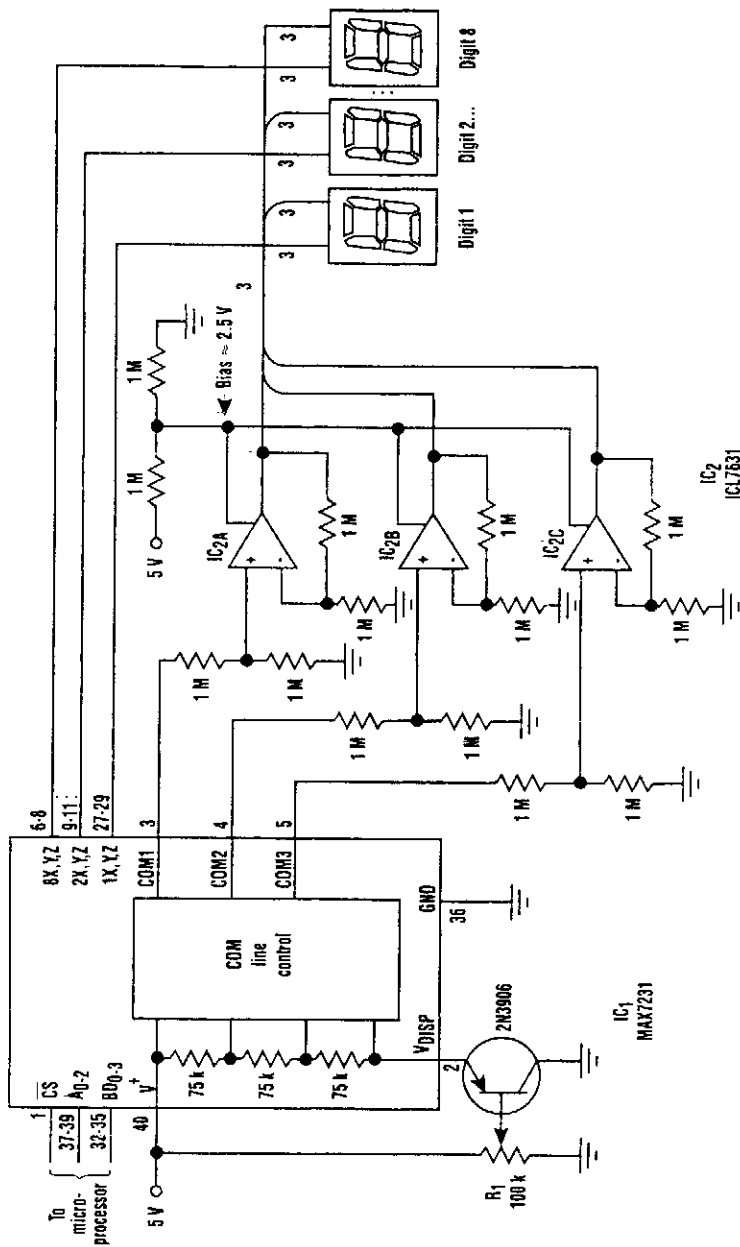 To
micro-
processor
1
37-39
32-35
40
CS
A0-2
BD0-3
V+
8X,Y,Z
6-8
2X,Y,Z
9-11
1X,Y,Z
27-29
5 V
75 k
75 k
75 k
COM
line
control
COM1
3
COM2
4
COM3
5
VDISP
2
GND
36
R1
100 k
2N3906
IC1
MAX7231
5 V
1 M
1 M
Bias ≈ 2.5 V
1 M
1 M
+
-
IC2A
1 M
1 M
1 M
1 M
+
-
IC2B
1 M
1 M
1 M
1 M
+
-
IC2C
1 M
1 M
IC2
ICL7631
3
3
3
3
3
3
3
...
Digit 1
Digit 2...
Digit 8